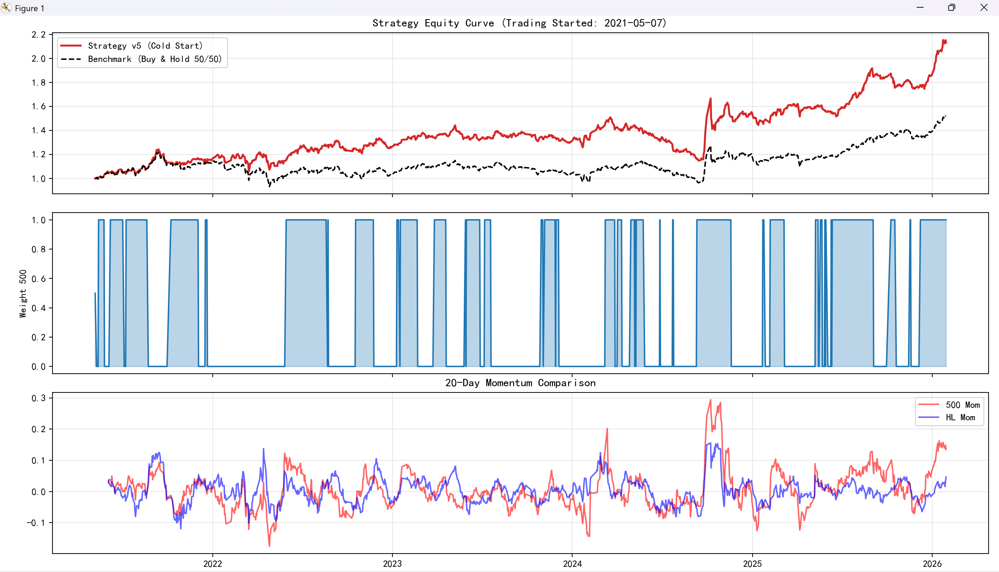 Figure 1
Strategy Equity Curve (Trading Started: 2021-05-07)
2.2
2.0
1.8
1.6
1.4
1.2
1.0
Strategy v5 (Cold Start)
Benchmark (Buy & Hold 50/50)
Weight 500
1.0
0.8
0.6
0.4
0.2
0.0
20-Day Momentum Comparison
0.3
0.2
0.1
0.0
-0.1
500 Mom
HL Mom
2022
2023
2024
2025
2026